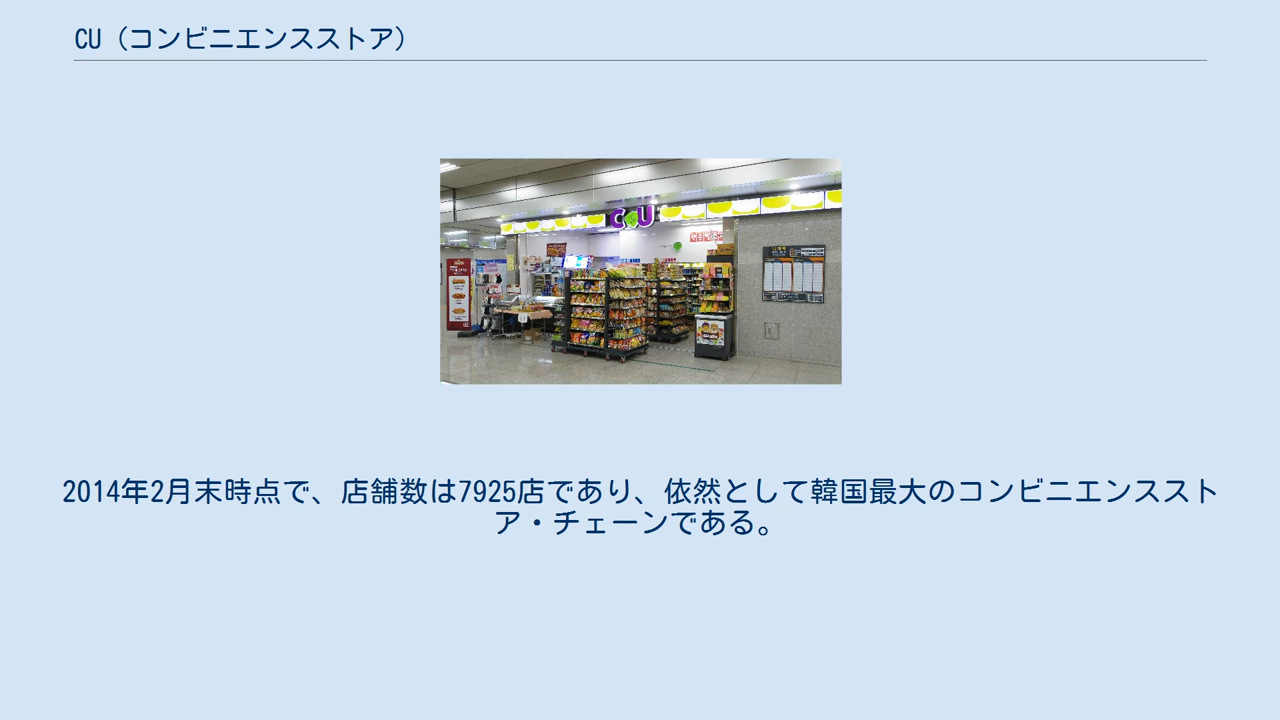 CU（コンビニエンスストア）
CU
2014年2月末時点で、店舗数は7925店であり、依然として韓国最大のコンビニエンススト
ア・チェーンである。